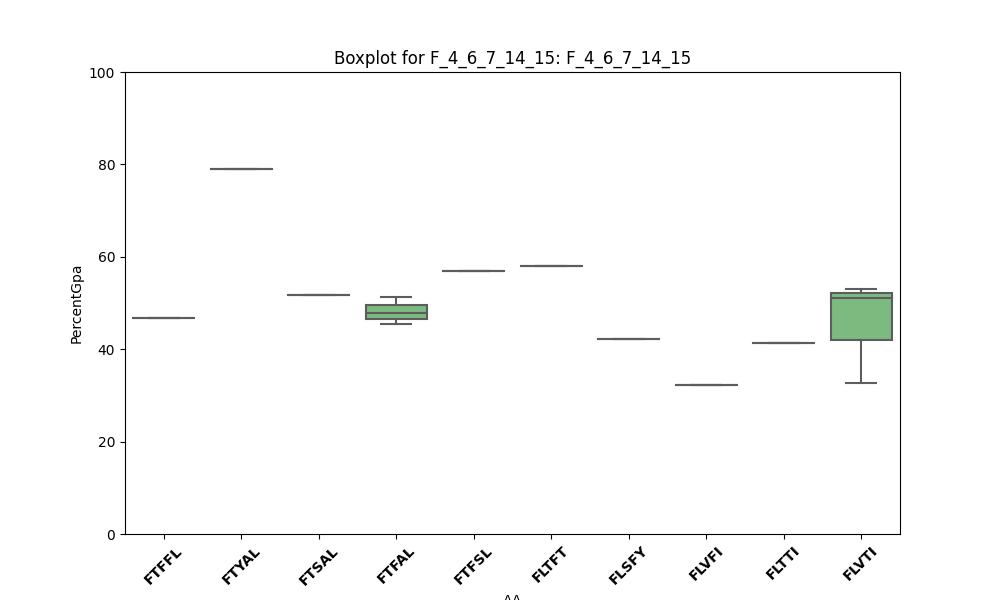 Boxplot for F_4_6_7_14_15: F_4_6_7_14_15
100
80
60
40
20
0
PercentGpa
FTFFL
FTYAL
FTSAL
FTFAL
FTFSL
FLTFT
FLSFY
FLVFI
FLTTI
FLVTI
AA